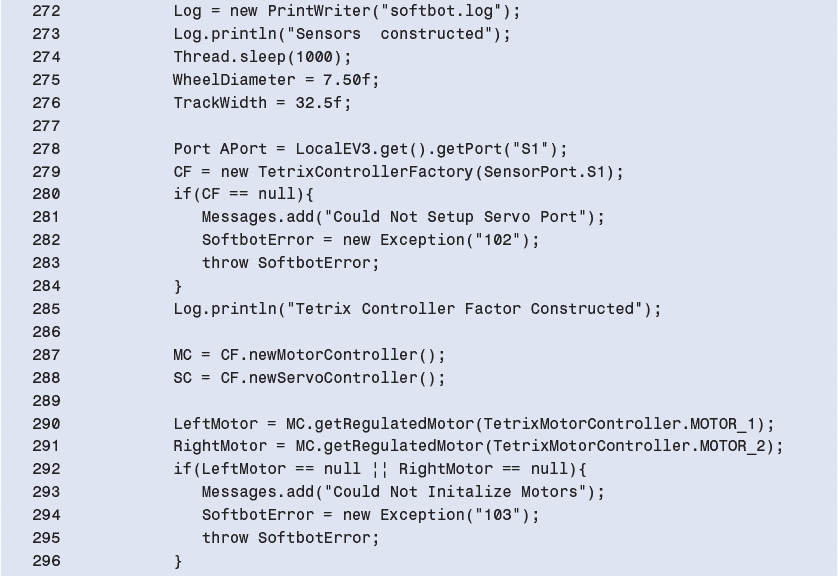 272            Log = new PrintWriter("softbot.log");
273            Log.println("Sensors  constructed");
274            Thread.sleep(1000);
275            WheelDiameter = 7.50f;
276            TrackWidth = 32.5f;
277
278            Port APort = LocalEV3.get().getPort("S1");
279            CF = new TetrixControllerFactory(SensorPort.S1);
280            if(CF == null){
281               Messages.add("Could Not Setup Servo Port");
282               SoftbotError = new Exception("102");
283               throw SoftbotError;
284            }
285            Log.println("Tetrix Controller Factor Constructed");
286
287            MC = CF.newMotorController();
288            SC = CF.newServoController();
289
290            LeftMotor = MC.getRegulatedMotor(TetrixMotorController.MOTOR_1);
291            RightMotor = MC.getRegulatedMotor(TetrixMotorController.MOTOR_2);
292            if(LeftMotor == null ¦¦ RightMotor == null){
293               Messages.add("Could Not Initalize Motors");
294               SoftbotError = new Exception("103");
295               throw SoftbotError;
296            }